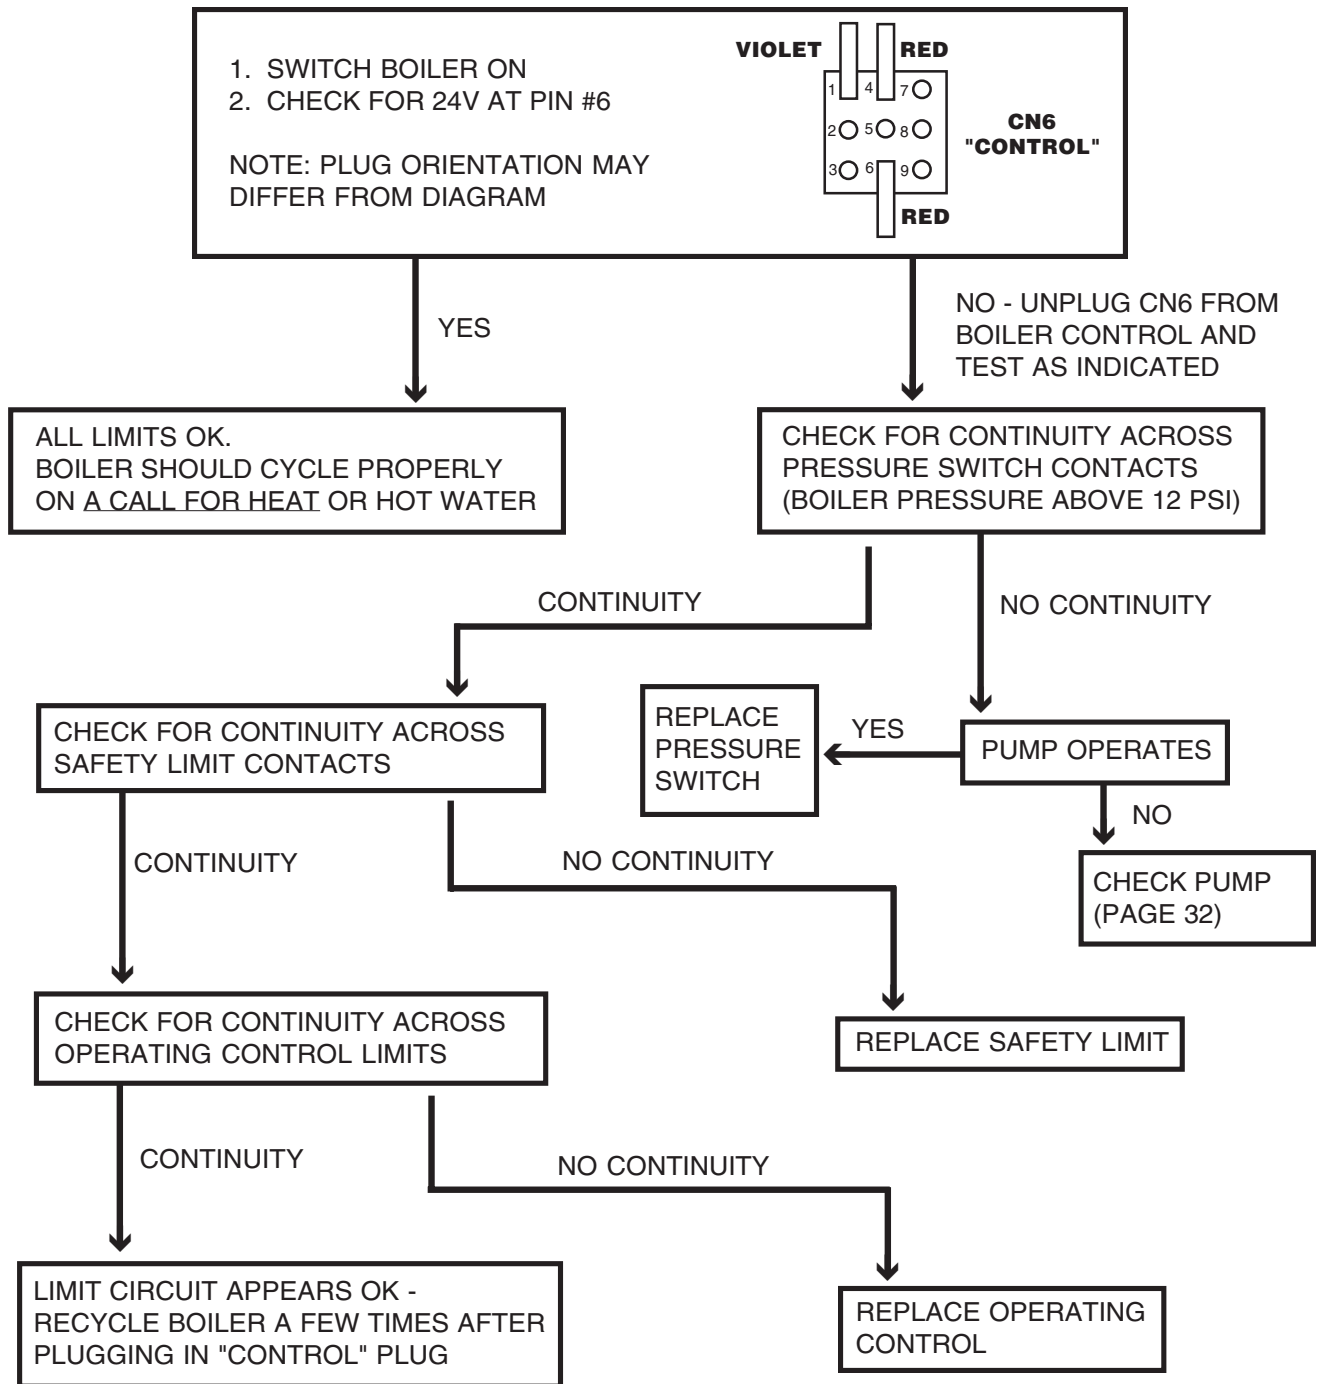 1. SWITCH BOILER ON
2. CHECK FOR 24V AT PIN #6
NOTE: PLUG ORIENTATION MAY
DIFFER FROM DIAGRAM
VIOLET
RED
1 4 7
2 5 8
3 6 9
CN6
"CONTROL"
RED
YES
NO - UNPLUG CN6 FROM
BOILER CONTROL AND
TEST AS INDICATED
ALL LIMITS OK.
BOILER SHOULD CYCLE PROPERLY
ON A CALL FOR HEAT OR HOT WATER
CHECK FOR CONTINUITY ACROSS
PRESSURE SWITCH CONTACTS
(BOILER PRESSURE ABOVE 12 PSI)
CONTINUITY
NO CONTINUITY
CHECK FOR CONTINUITY ACROSS
SAFETY LIMIT CONTACTS
REPLACE
PRESSURE
SWITCH
YES
PUMP OPERATES
NO
CHECK PUMP
(PAGE 32)
CONTINUITY
NO CONTINUITY
CHECK FOR CONTINUITY ACROSS
OPERATING CONTROL LIMITS
REPLACE SAFETY LIMIT
CONTINUITY
NO CONTINUITY
LIMIT CIRCUIT APPEARS OK -
RECYCLE BOILER A FEW TIMES AFTER
PLUGGING IN "CONTROL" PLUG
REPLACE OPERATING
CONTROL